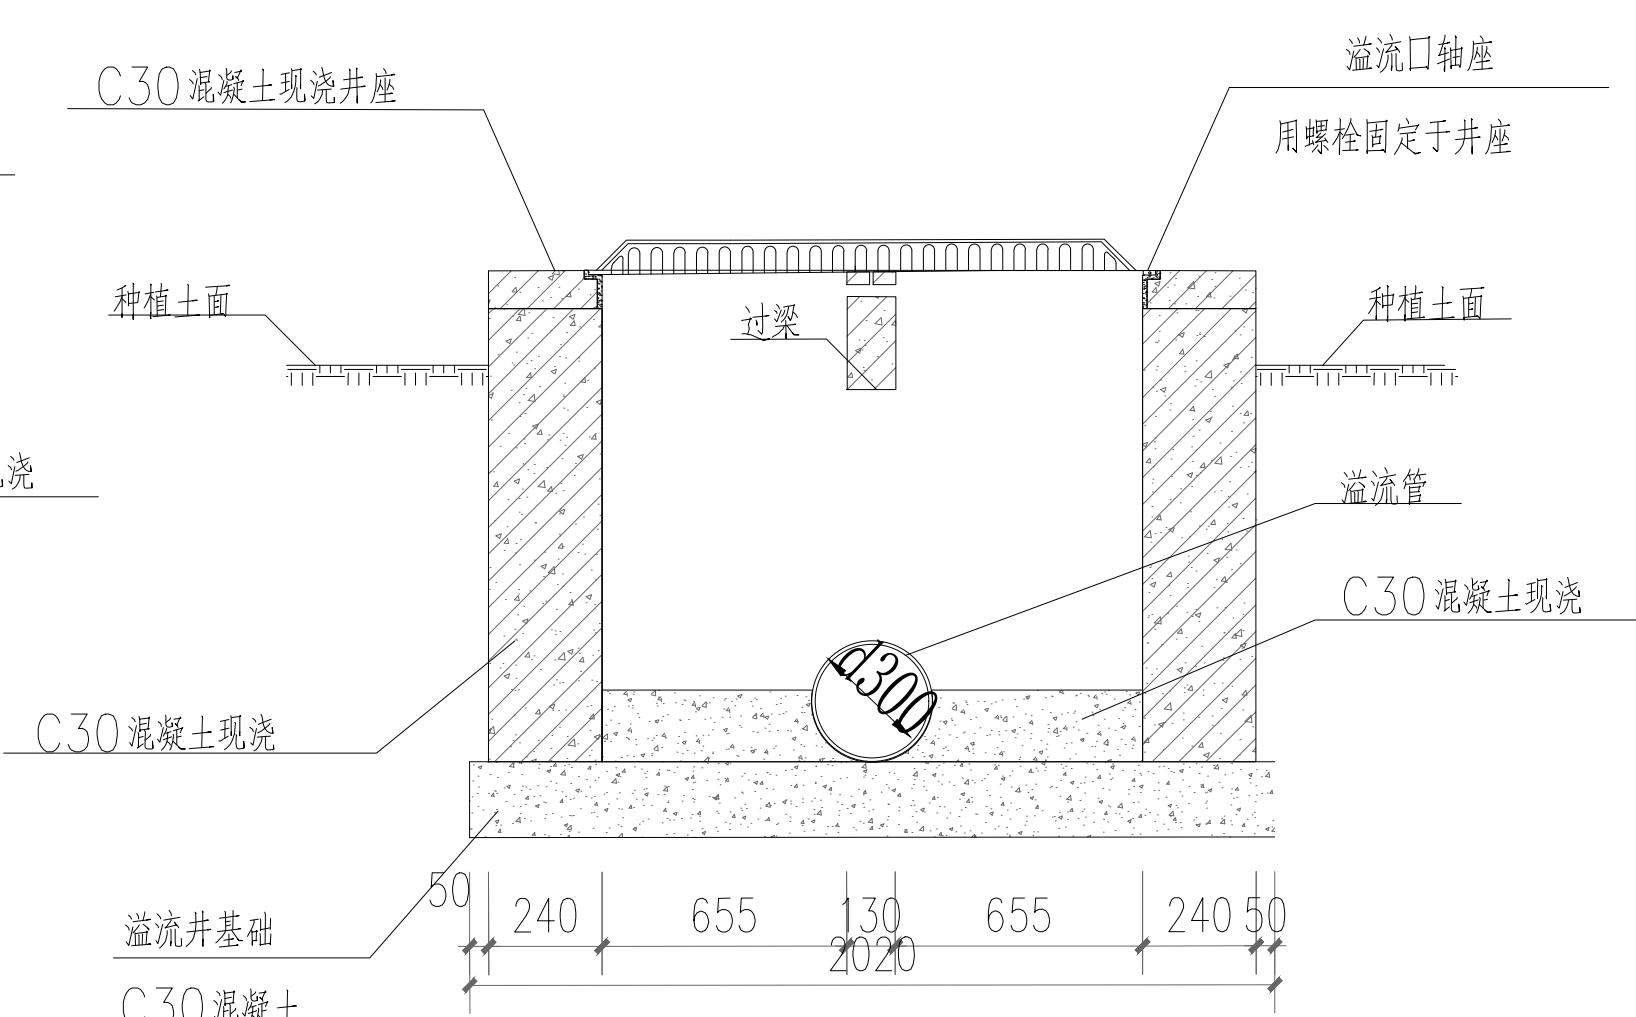 溢流口轴座
C30混凝土现浇井座
用螺栓固定于井座
种植土面
种植土面
过梁
浇
溢流管
C30混凝土现浇
d300
C30混凝土现浇
50
240
655
130
655
240
50
溢流井基础
2020
C30混凝土